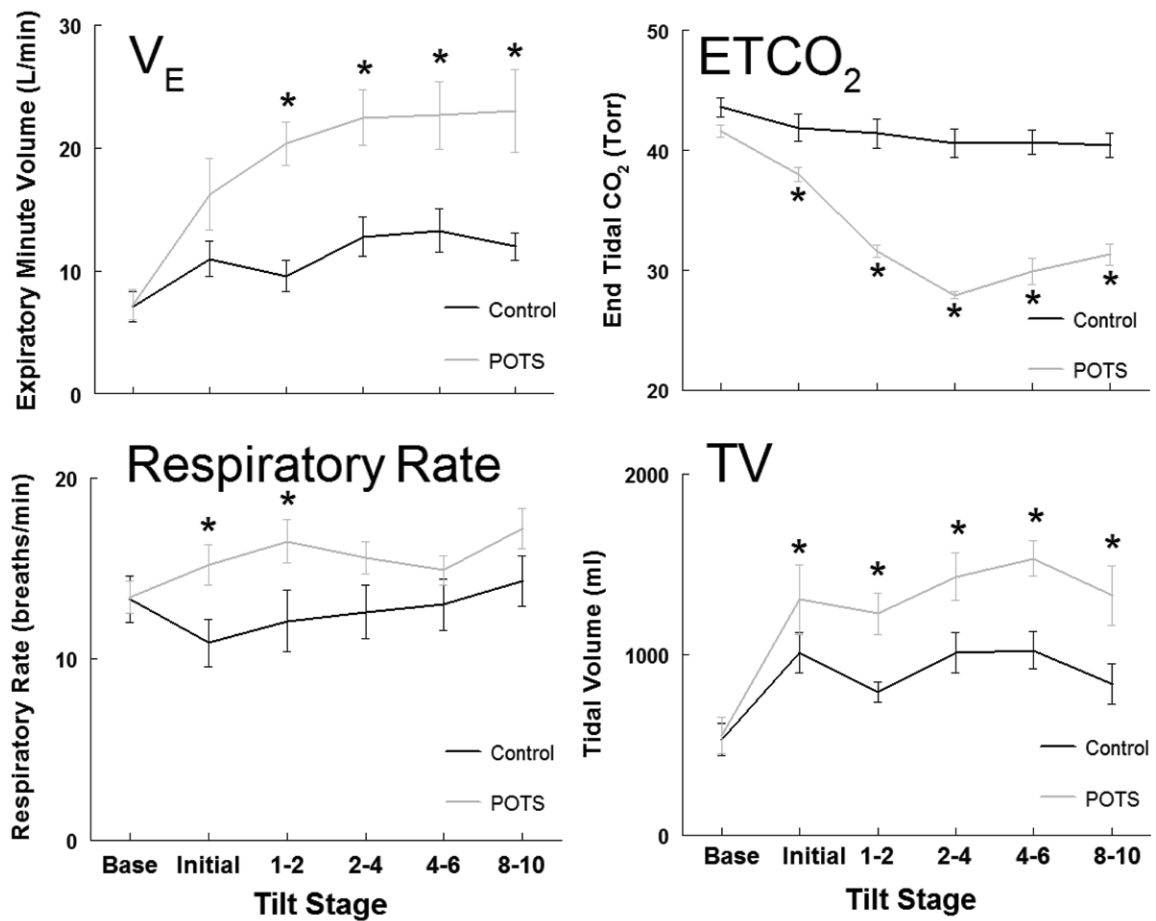 V_E
Expiratory Minute Volume (L/min)
30
20
10
0
* * * *
Control
POTS
ETCO₂
End Tidal CO₂ (Torr)
50
40
30
20
* * * * *
Control
POTS
Respiratory Rate
Respiratory Rate (breaths/min)
20
10
0
* *
Control
POTS
Base Initial 1-2 2-4 4-6 8-10
Tilt Stage
TV
Tidal Volume (ml)
2000
1000
0
* * * * *
Control
POTS
Base Initial 1-2 2-4 4-6 8-10
Tilt Stage